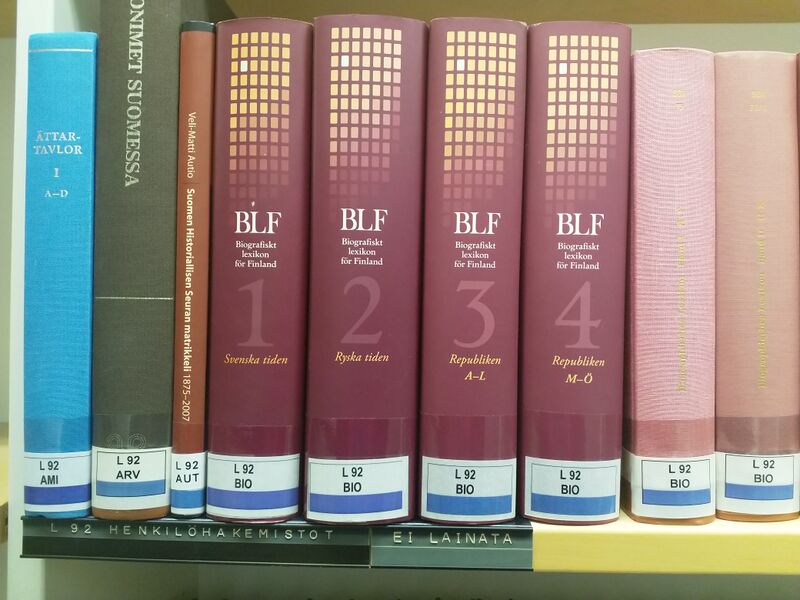 ÄTTAR-
TAVLOR
I
A–D
L 92
AMI
ONIMET SUOMESSA
L 92
ARV
Veli-Matti Autio Suomen Historiallisen Seuran matrikkeli 1875–2007
L 92
AUT
BLF
Biografiskt
lexikon
för Finland
1
Svenska tiden
L 92
BIO
BLF
Biografiskt
lexikon
för Finland
2
Ryska tiden
L 92
BIO
BLF
Biografiskt
lexikon
för Finland
3
Republiken
A–L
L 92
BIO
BLF
Biografiskt
lexikon
för Finland
4
Republiken
M–Ö
L 92
BIO
L 92
BIO
L 92
BIO
L 92 HENKILÖHAKEMISTOT
EI LAINATA